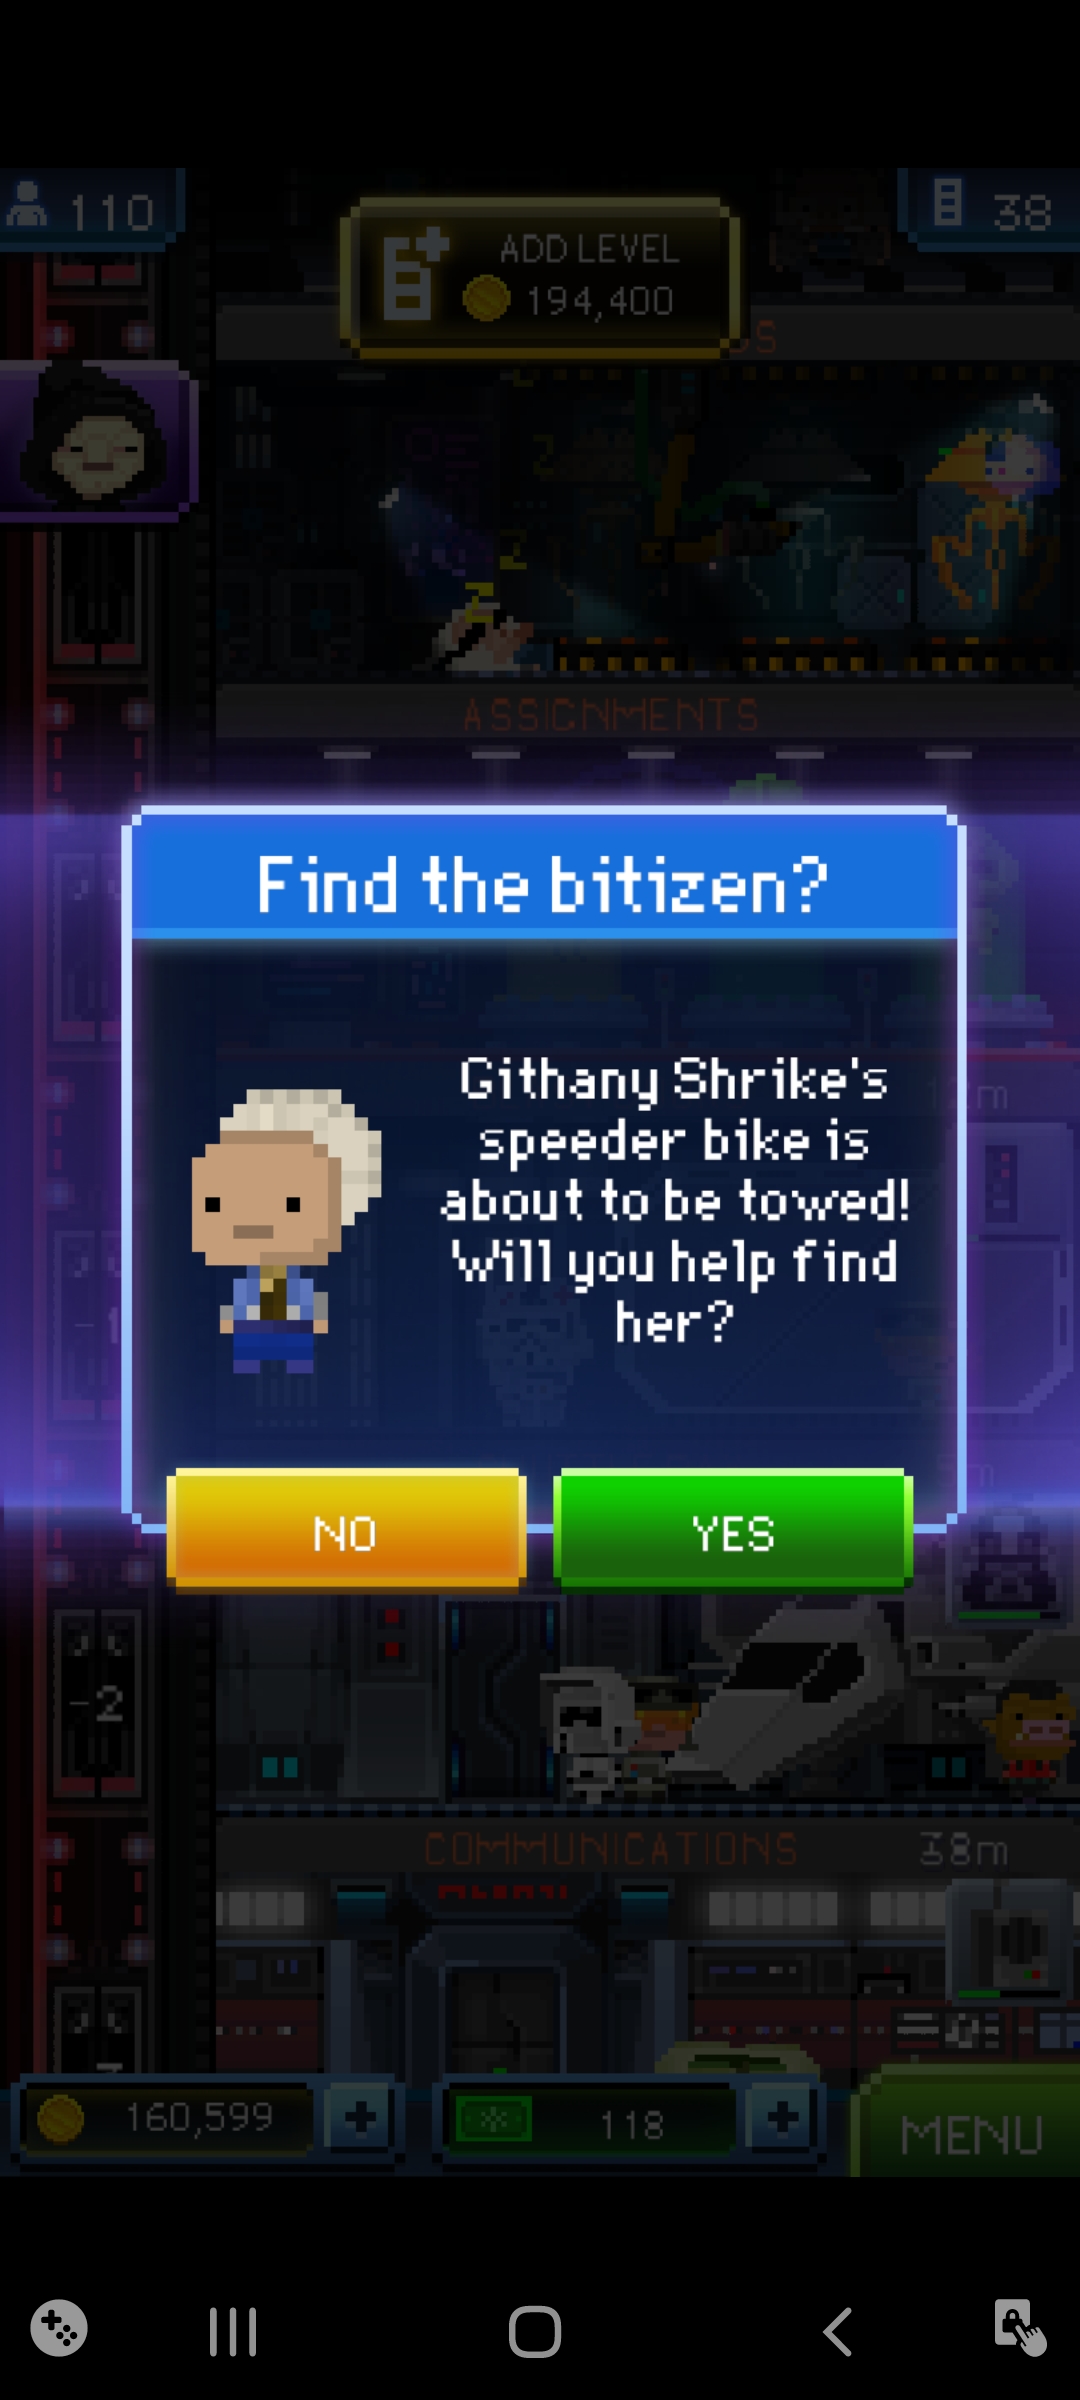 110
38
ADD LEVEL
194,400
ASSIGNMENTS
Find the bitizen?
Githany Shrike's
speeder bike is
about to be towed!
Will you help find
her?
NO
YES
-2
COMMUNICATIONS
38m
160,599
118
MENU